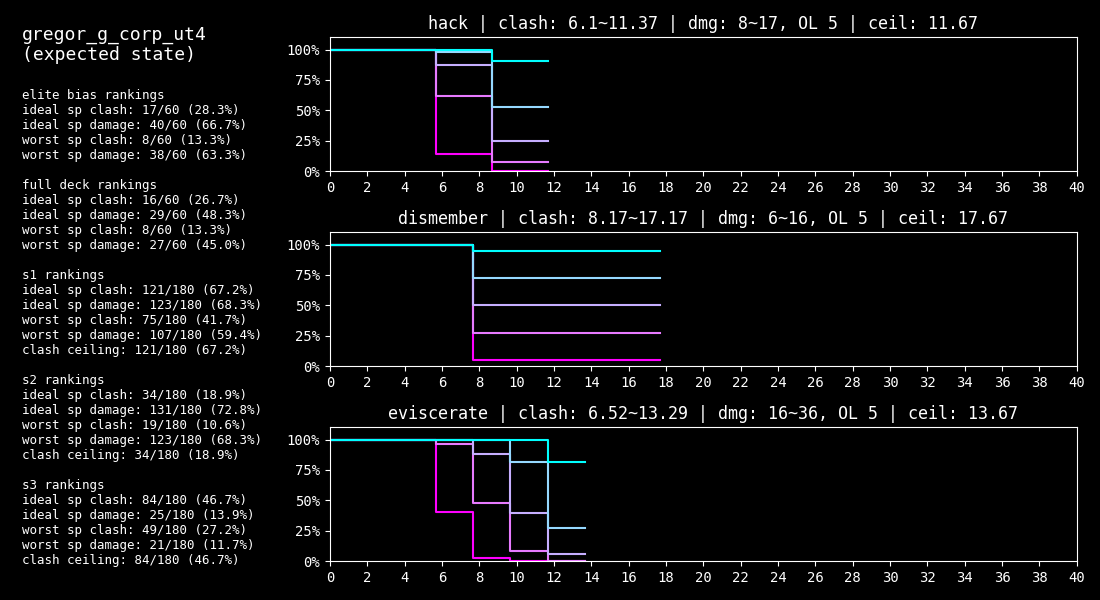 gregor_g_corp_ut4
(expected state)
elite bias rankings
ideal sp clash: 17/60 (28.3%)
ideal sp damage: 40/60 (66.7%)
worst sp clash: 8/60 (13.3%)
worst sp damage: 38/60 (63.3%)
full deck rankings
ideal sp clash: 16/60 (26.7%)
ideal sp damage: 29/60 (48.3%)
worst sp clash: 8/60 (13.3%)
worst sp damage: 27/60 (45.0%)
s1 rankings
ideal sp clash: 121/180 (67.2%)
ideal sp damage: 123/180 (68.3%)
worst sp clash: 75/180 (41.7%)
worst sp damage: 107/180 (59.4%)
clash ceiling: 121/180 (67.2%)
s2 rankings
ideal sp clash: 34/180 (18.9%)
ideal sp damage: 131/180 (72.8%)
worst sp clash: 19/180 (10.6%)
worst sp damage: 123/180 (68.3%)
clash ceiling: 34/180 (18.9%)
s3 rankings
ideal sp clash: 84/180 (46.7%)
ideal sp damage: 25/180 (13.9%)
worst sp clash: 49/180 (27.2%)
worst sp damage: 21/180 (11.7%)
clash ceiling: 84/180 (46.7%)
hack | clash: 6.1~11.37 | dmg: 8~17, OL 5 | ceil: 11.67
100%
75%
50%
25%
0%
0 2 4 6 8 10 12 14 16 18 20 22 24 26 28 30 32 34 36 38 40
dismember | clash: 8.17~17.17 | dmg: 6~16, OL 5 | ceil: 17.67
100%
75%
50%
25%
0%
0 2 4 6 8 10 12 14 16 18 20 22 24 26 28 30 32 34 36 38 40
eviscerate | clash: 6.52~13.29 | dmg: 16~36, OL 5 | ceil: 13.67
100%
75%
50%
25%
0%
0 2 4 6 8 10 12 14 16 18 20 22 24 26 28 30 32 34 36 38 40